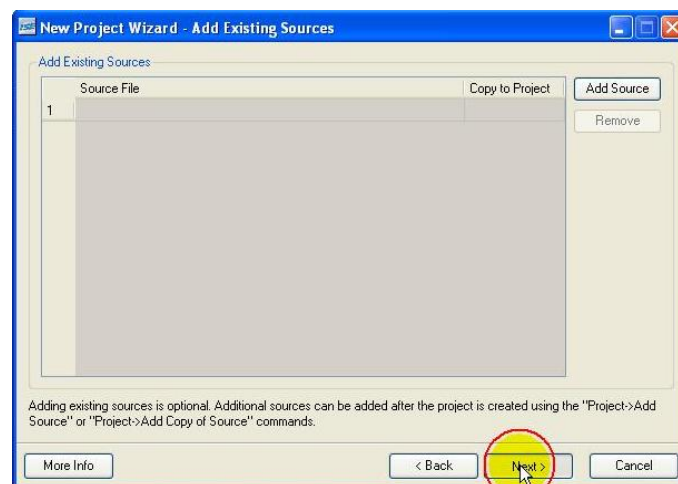 New Project Wizard - Add Existing Sources
Add Existing Sources
Source File Copy to Project
Add Source
1
Remove
Adding existing sources is optional. Additional sources can be added after the project is created using the "Project->Add
Source" or "Project->Add Copy of Source" commands.
More Info < Back Next > Cancel